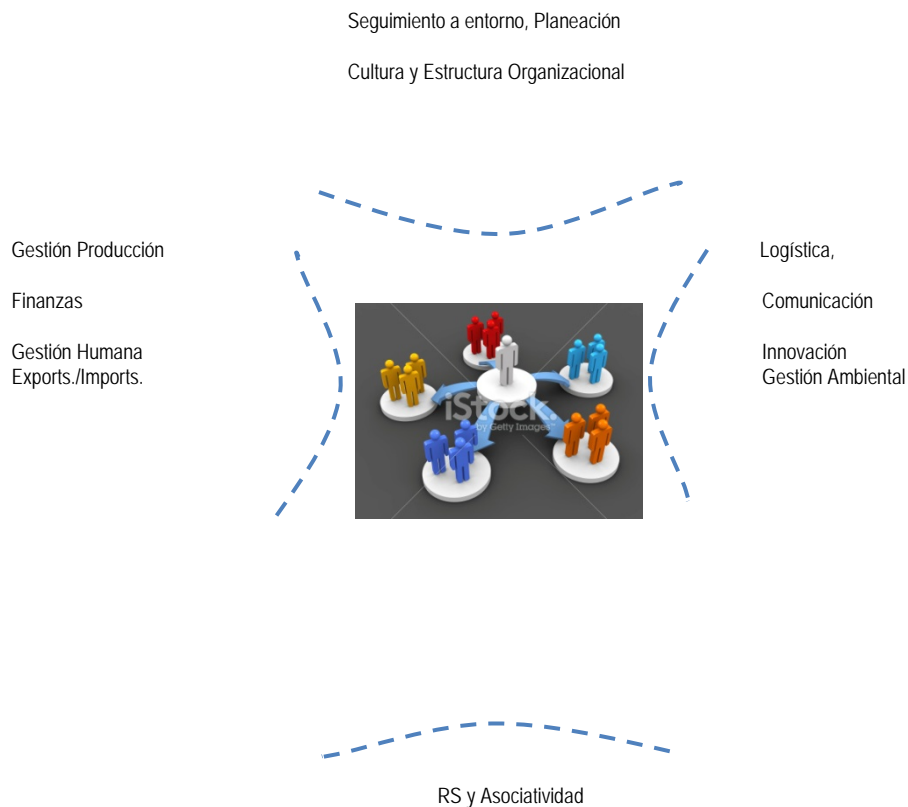 Seguimiento a entorno, Planeación
Cultura y Estructura Organizacional
Gestión Producción
Finanzas
Gestión Humana
Exports./Imports.
Logística,
Comunicación
Innovación
Gestión Ambiental
iStock.
by Getty Images™
RS y Asociatividad